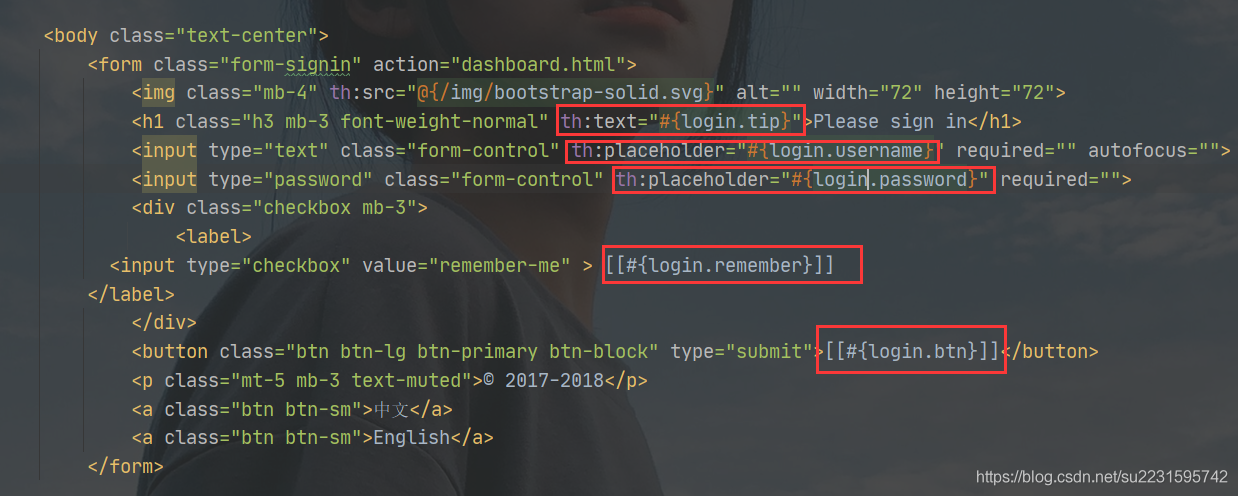 <body class="text-center">
<form class="form-signin" action="dashboard.html">
<img class="mb-4" th:src="@{/img/bootstrap-solid.svg}" alt="" width="72" height="72">
<h1 class="h3 mb-3 font-weight-normal" th:text="#{login.tip}">Please sign in</h1>
<input type="text" class="form-control" th:placeholder="#{login.username}" required="" autofocus="">
<input type="password" class="form-control" th:placeholder="#{login.password}" required="">
<div class="checkbox mb-3">
<label>
<input type="checkbox" value="remember-me" > [[#{login.remember}]]
</label>
</div>
<button class="btn btn-lg btn-primary btn-block" type="submit">[[#{login.btn}]]</button>
<p class="mt-5 mb-3 text-muted">© 2017-2018</p>
<a class="btn btn-sm">中文</a>
<a class="btn btn-sm">English</a>
</form>
https://blog.csdn.net/su2231595742